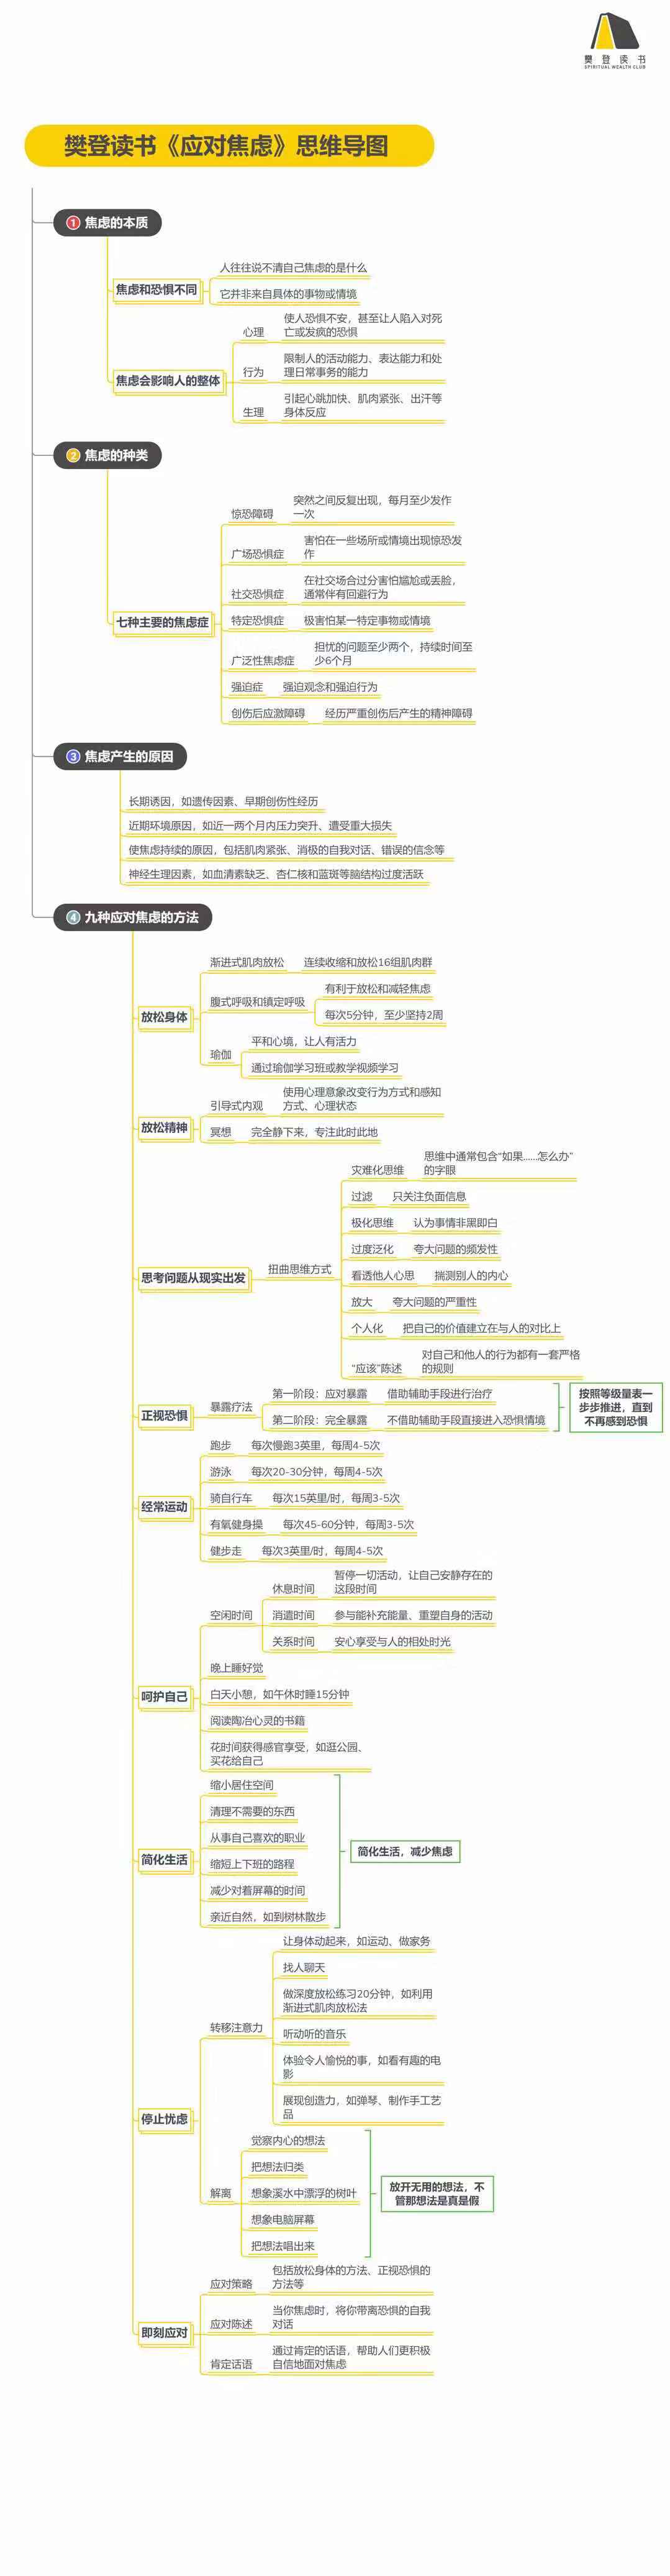 樊登读书
SPIRITUAL WEALTH CLUB
樊登读书《应对焦虑》思维导图
1 焦虑的本质
焦虑和恐惧不同
人往往说不清自己焦虑的是什么
它并非来自具体的事物或情境
焦虑会影响人的整体
心理
使人恐惧不安，甚至让人陷入对死
亡或发疯的恐惧
行为
限制人的活动能力、表达能力和处
理日常事务的能力
生理
引起心跳加快、肌肉紧张、出汗等
身体反应
2 焦虑的种类
七种主要的焦虑症
惊恐障碍
突然之间反复出现，每月至少发作
一次
广场恐惧症
害怕在一些场所或情境出现惊恐发
作
社交恐惧症
在社交场合过分害怕尴尬或丢脸，
通常伴有回避行为
特定恐惧症
极害怕某一特定事物或情境
广泛性焦虑症
担忧的问题至少两个，持续时间至
少6个月
强迫症
强迫观念和强迫行为
创伤后应激障碍
经历严重创伤后产生的精神障碍
3 焦虑产生的原因
长期诱因，如遗传因素、早期创伤性经历
近期环境原因，如近一两个月内压力突升、遭受重大损失
使焦虑持续的原因，包括肌肉紧张、消极的自我对话、错误的信念等
神经生理因素，如血清素缺乏、杏仁核和蓝斑等脑结构过度活跃
4 九种应对焦虑的方法
放松身体
渐进式肌肉放松
连续收缩和放松16组肌肉群
腹式呼吸和镇定呼吸
有利于放松和减轻焦虑
每次5分钟，至少坚持2周
瑜伽
平和心境，让人有活力
通过瑜伽学习班或教学视频学习
放松精神
引导式内观
使用心理意象改变行为方式和感知
方式、心理状态
冥想
完全静下来，专注此时此地
思考问题从现实出发
扭曲思维方式
灾难化思维
思维中通常包含“如果……怎么办”
的字眼
过滤
只关注负面信息
极化思维
认为事情非黑即白
过度泛化
夸大问题的频发性
看透他人心思
揣测别人的内心
放大
夸大问题的严重性
个人化
把自己的价值建立在与人的对比上
“应该”陈述
对自己和他人的行为都有一套严格
的规则
正视恐惧
暴露疗法
第一阶段：应对暴露
借助辅助手段进行治疗
第二阶段：完全暴露
不借助辅助手段直接进入恐惧情境
按照等级量表一
步步推进，直到
不再感到恐惧
经常运动
跑步
每次慢跑3英里，每周4-5次
游泳
每次20-30分钟，每周4-5次
骑自行车
每次15英里/时，每周3-5次
有氧健身操
每次45-60分钟，每周3-5次
健步走
每次3英里/时，每周4-5次
呵护自己
空闲时间
休息时间
暂停一切活动，让自己安静存在的
这段时间
消遣时间
参与能补充能量、重塑自身的活动
关系时间
安心享受与人的相处时光
晚上睡好觉
白天小憩，如午休时睡15分钟
阅读陶冶心灵的书籍
花时间获得感官享受，如逛公园、
买花给自己
简化生活
缩小居住空间
清理不需要的东西
从事自己喜欢的职业
缩短上下班的路程
减少对着屏幕的时间
亲近自然，如到树林散步
简化生活，减少焦虑
停止忧虑
转移注意力
让身体动起来，如运动、做家务
找人聊天
做深度放松练习20分钟，如利用
渐进式肌肉放松法
听动听的音乐
体验令人愉悦的事，如看有趣的电
影
展现创造力，如弹琴、制作手工艺
品
解离
觉察内心的想法
把想法归类
想象溪水中漂浮的树叶
想象电脑屏幕
把想法唱出来
放开无用的想法，不
管那想法是真是假
即刻应对
应对策略
包括放松身体的方法、正视恐惧的
方法等
应对陈述
当你焦虑时，将你带离恐惧的自我
对话
肯定话语
通过肯定的话语，帮助人们更积极
自信地面对焦虑